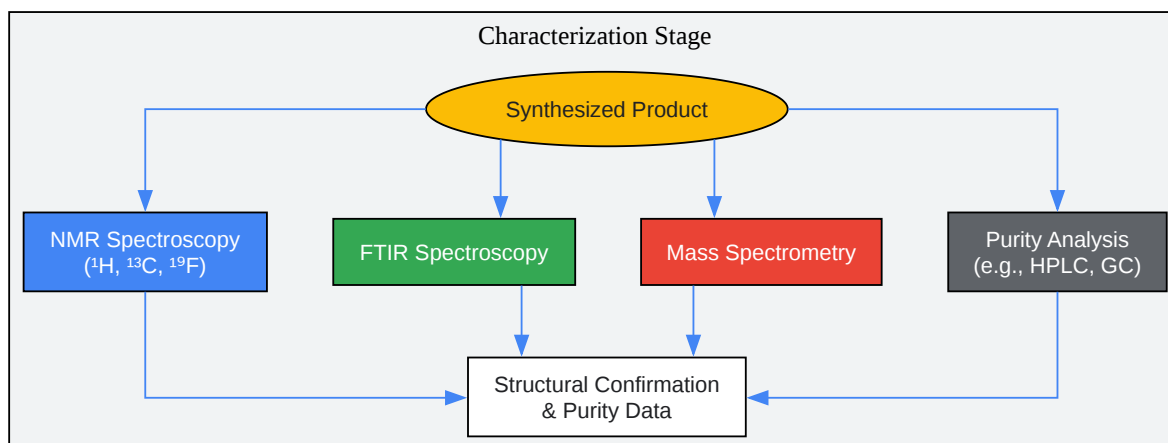 Characterization Stage
Synthesized Product
NMR Spectroscopy
(¹H, ¹³C, ¹⁹F)
FTIR Spectroscopy
Mass Spectrometry
Purity Analysis
(e.g., HPLC, GC)
Structural Confirmation
& Purity Data